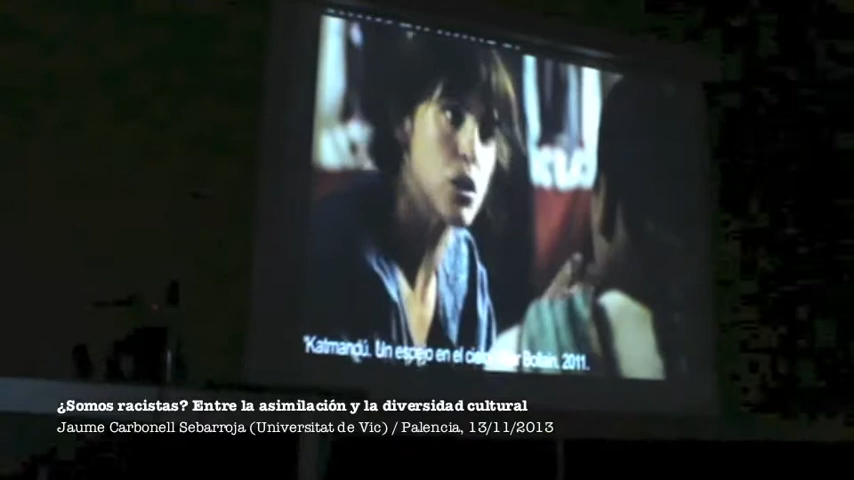 'Katmandú. Un espejo en el cielo Bollain, 2011.
¿Somos racistas? Entre la asimilación y la diversidad cultural
Jaume Carbonell Sebarroja (Universitat de Vic) / Palencia, 13/11/2013